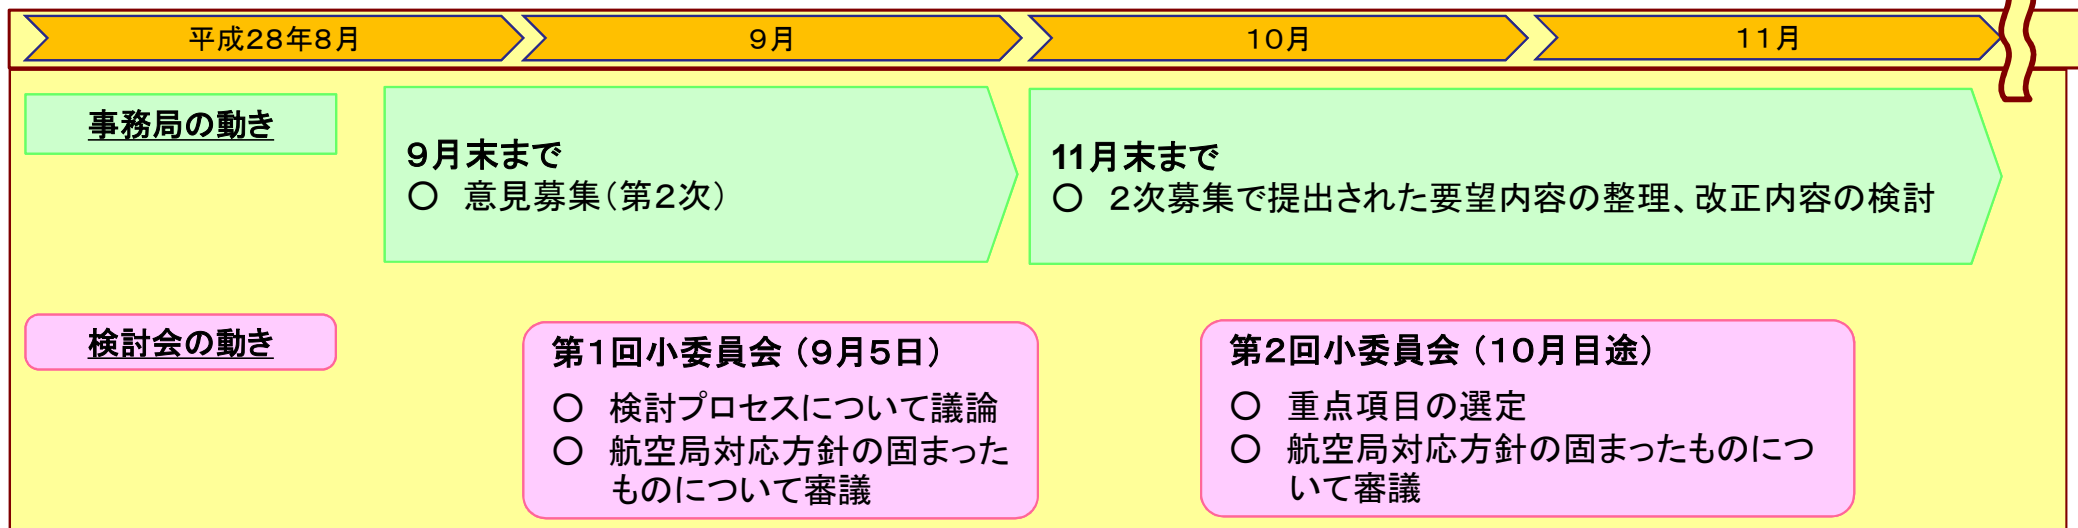 平成28年8月
9月
10月
11月
事務局の動き
9月末まで
○ 意見募集(第2次)
11月末まで
○ 2次募集で提出された要望内容の整理、改正内容の検討
検討会の動き
第1回小委員会（9月5日）
○ 検討プロセスについて議論
○ 航空局対応方針の固まった
ものについて審議
第2回小委員会（10月目途）
○ 重点項目の選定
○ 航空局対応方針の固まったものにつ
いて審議